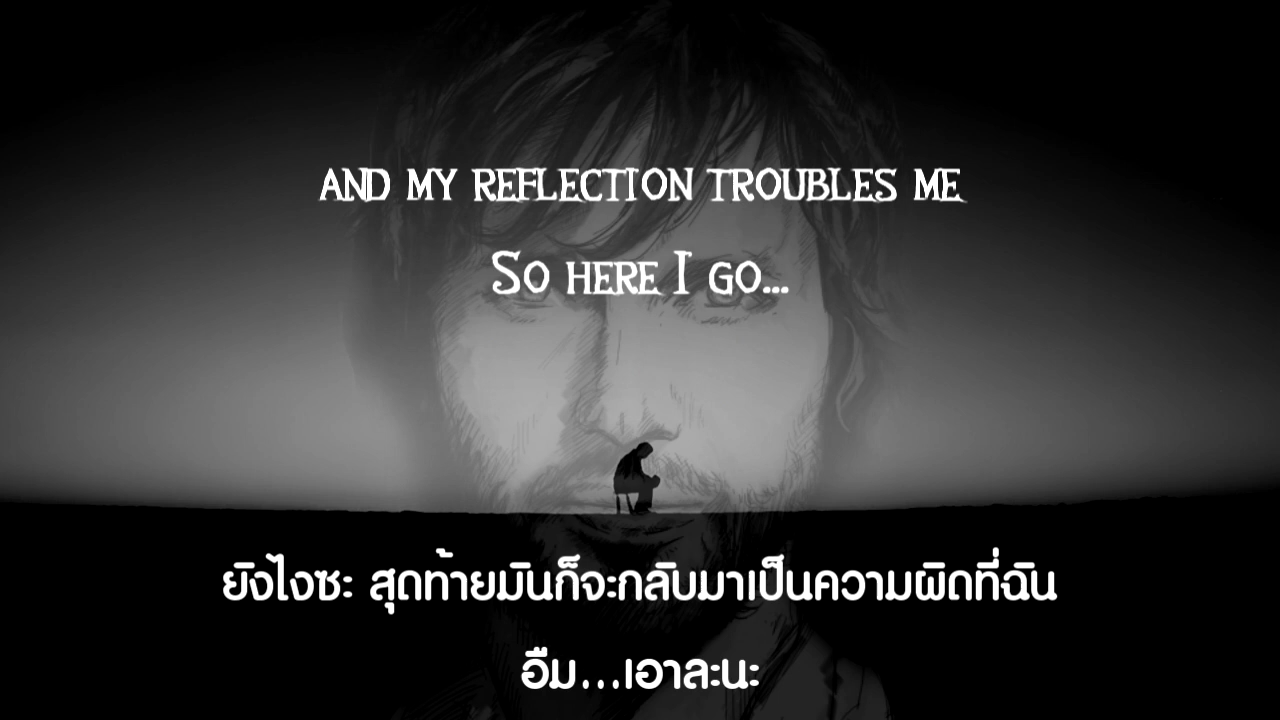 AND MY REFLECTION TROUBLES ME
SO HERE I GO...
ยังไงซะ สุดท้ายมันก็จะกลับมาเป็นความผิดที่ฉัน
อืม...เอาละนะ